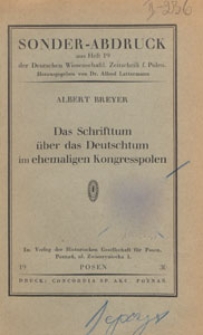 SONDER-ABDRUCK
aus Heft 19
der Deutschen Wissenschaftl. Zeitschrift f. Polen.
Herausgegeben von Dr. Alfred Lattermann.
ALBERT BREYER
Das Schrifttum
über das Deutschtum
im ehemaligen Kongresspolen
Im Verlag der Historischen Gesellschaft für Posen,
Poznań, ul. Zwierzyniecka 1.
19 POSEN
DRUCK: CONCORDIA SP. AKC. POZNAŃ